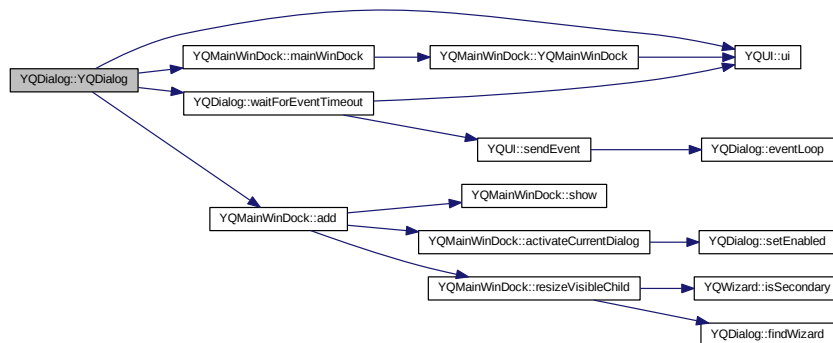 YQDialog::YQDialog
YQMainWinDock::mainWinDock
YQMainWinDock::YQMainWinDock
YQUI::ui
YQDialog::waitForEventTimeout
YQUI::sendEvent
YQDialog::eventLoop
YQMainWinDock::add
YQMainWinDock::show
YQMainWinDock::activateCurrentDialog
YQDialog::setEnabled
YQMainWinDock::resizeVisibleChild
YQWizard::isSecondary
YQDialog::findWizard